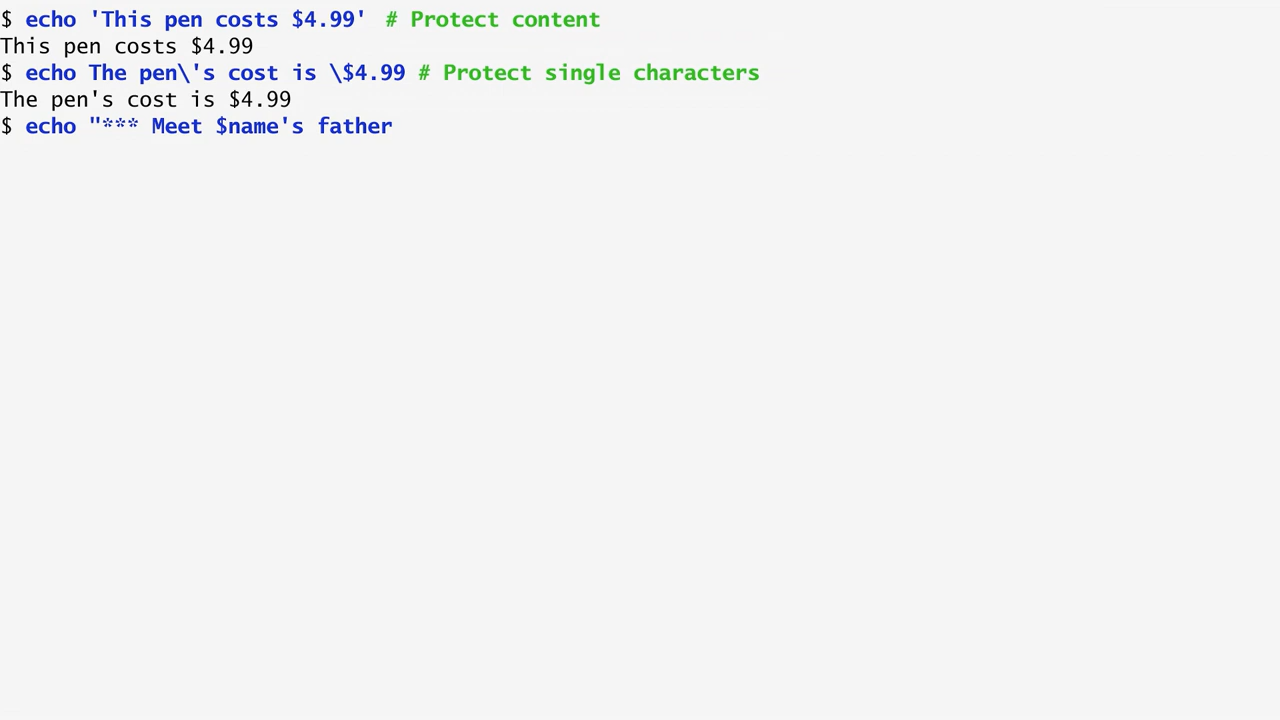 $ echo 'This pen costs $4.99' # Protect content
This pen costs $4.99
$ echo The pen\'s cost is \$4.99 # Protect single characters
The pen's cost is $4.99
$ echo "*** Meet $name's father